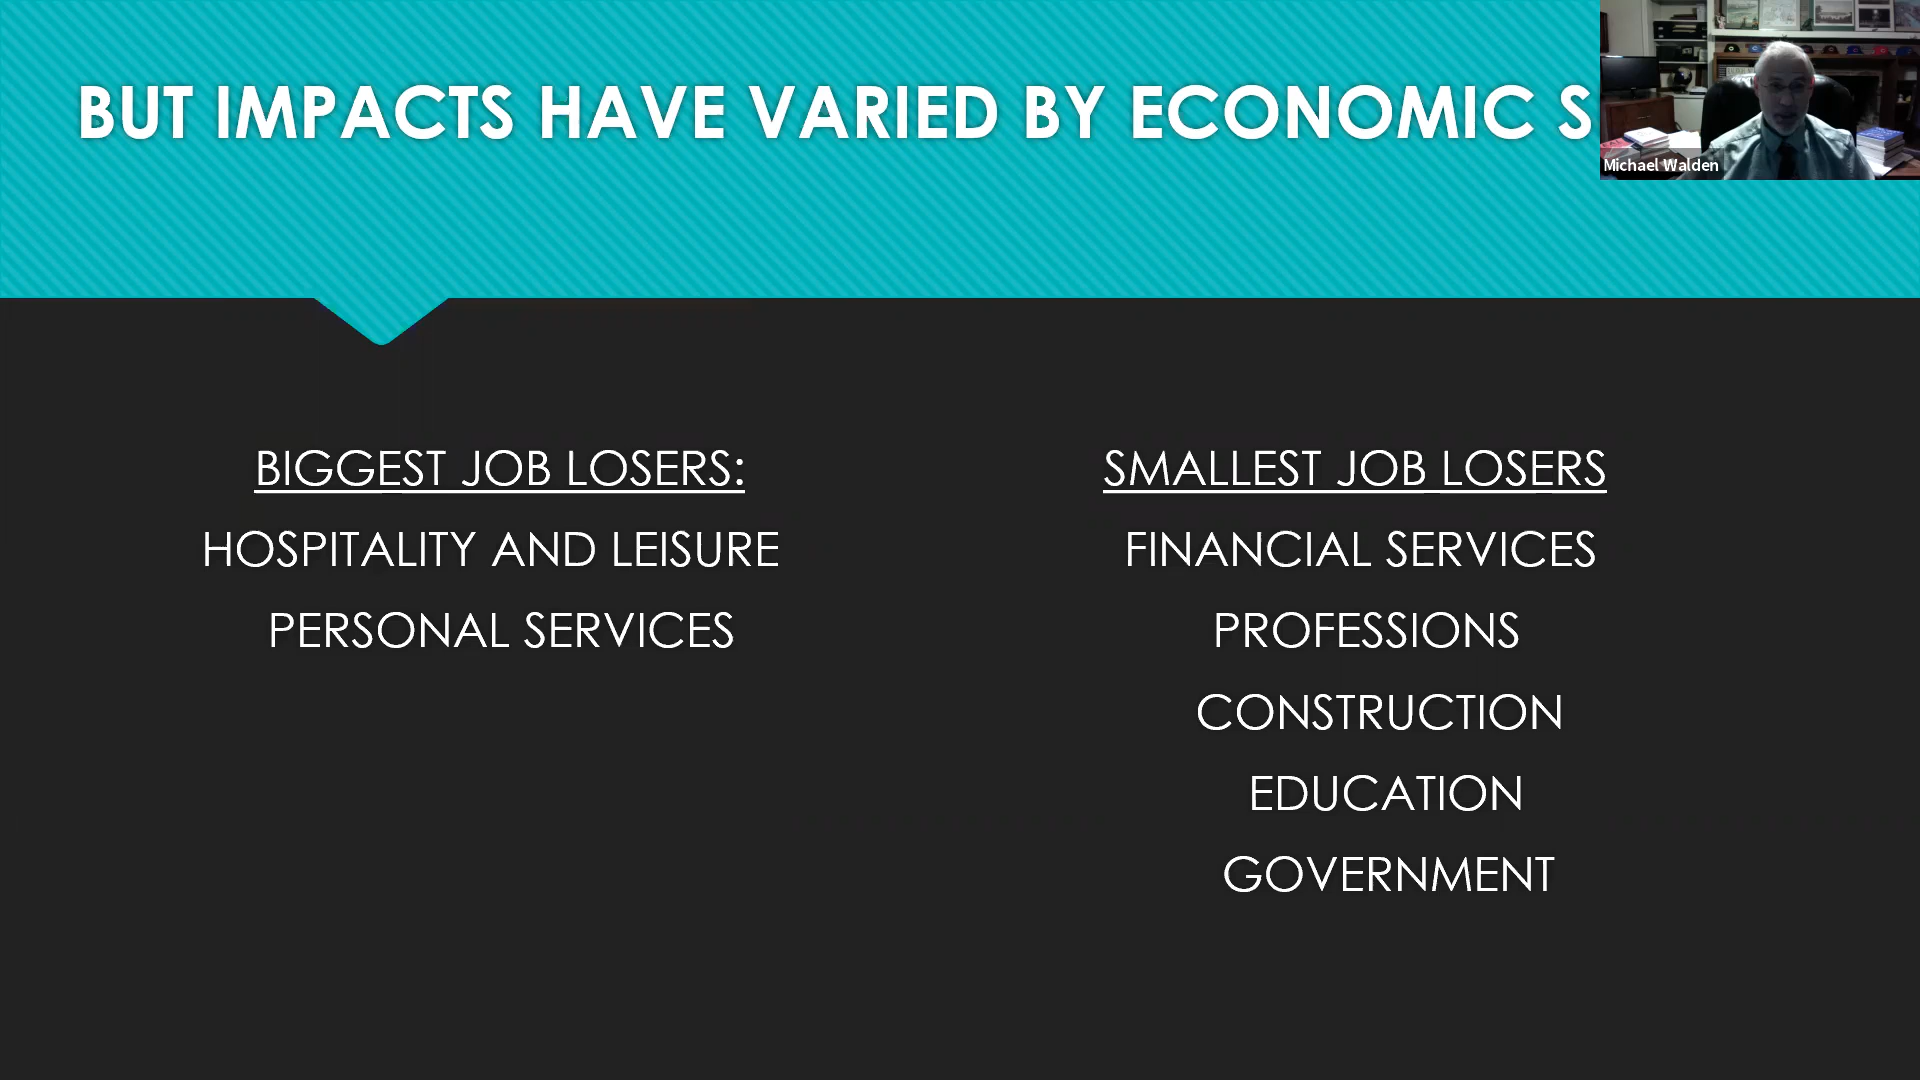 BUT IMPACTS HAVE VARIED BY ECONOMIC S
Michael Walden
BIGGEST JOB LOSERS:
HOSPITALITY AND LEISURE
PERSONAL SERVICES
SMALLEST JOB LOSERS
FINANCIAL SERVICES
PROFESSIONS
CONSTRUCTION
EDUCATION
GOVERNMENT